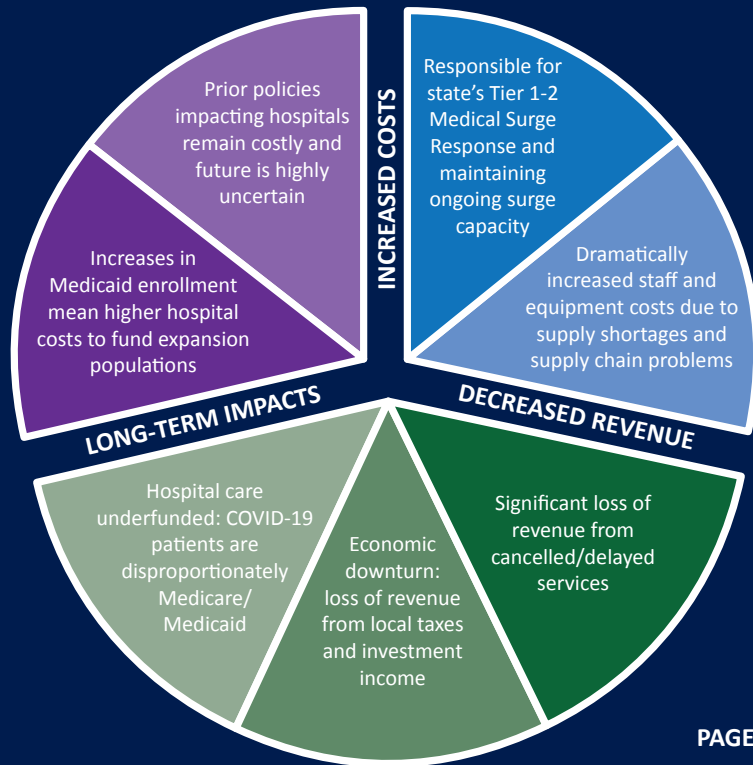 INCREASED COSTS
Responsible for
state's Tier 1-2
Medical Surge
Response and
maintaining
ongoing surge
capacity
Dramatically
increased staff and
equipment costs due to
supply shortages and
supply chain problems
DECREASED REVENUE
Significant loss of
revenue from
cancelled/delayed
services
Economic
downturn:
loss of revenue
from local taxes
and investment
income
Hospital care
underfunded: COVID-19
patients are
disproportionately
Medicare/
Medicaid
LONG-TERM IMPACTS
Increases in
Medicaid enrollment
mean higher hospital
costs to fund expansion
populations
Prior policies
impacting hospitals
remain costly and
future is highly
uncertain
PAGE